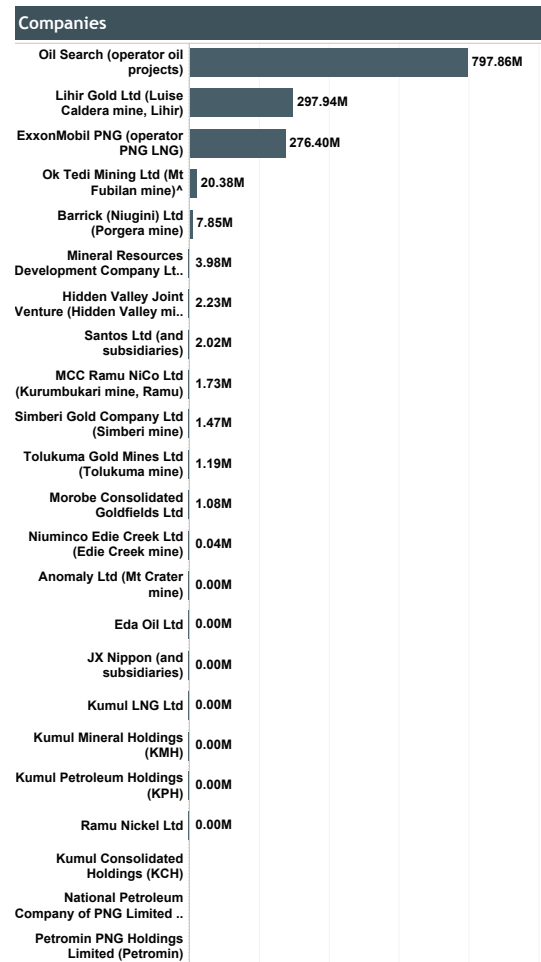 Companies
Oil Search (operator oil
projects)
797.86M
Lihir Gold Ltd (Luise
Caldera mine, Lihir)
297.94M
ExxonMobil PNG (operator
PNG LNG)
276.40M
Ok Tedi Mining Ltd (Mt
Fubilan mine)^
20.38M
Barrick (Niugini) Ltd
(Porgera mine)
7.85M
Mineral Resources
Development Company Lt..
3.98M
Hidden Valley Joint
Venture (Hidden Valley mi..
2.23M
Santos Ltd (and
subsidiaries)
2.02M
MCC Ramu NiCo Ltd
(Kurumbukari mine, Ramu)
1.73M
Simberi Gold Company Ltd
(Simberi mine)
1.47M
Tolukuma Gold Mines Ltd
(Tolukuma mine)
1.19M
Morobe Consolidated
Goldfields Ltd
1.08M
Niuminco Edie Creek Ltd
(Edie Creek mine)
0.04M
Anomaly Ltd (Mt Crater
mine)
0.00M
Eda Oil Ltd
0.00M
JX Nippon (and
subsidiaries)
0.00M
Kumul LNG Ltd
0.00M
Kumul Mineral Holdings
(KMH)
0.00M
Kumul Petroleum Holdings
(KPH)
0.00M
Ramu Nickel Ltd
0.00M
Kumul Consolidated
Holdings (KCH)
National Petroleum
Company of PNG Limited ..
Petromin PNG Holdings
Limited (Petromin)